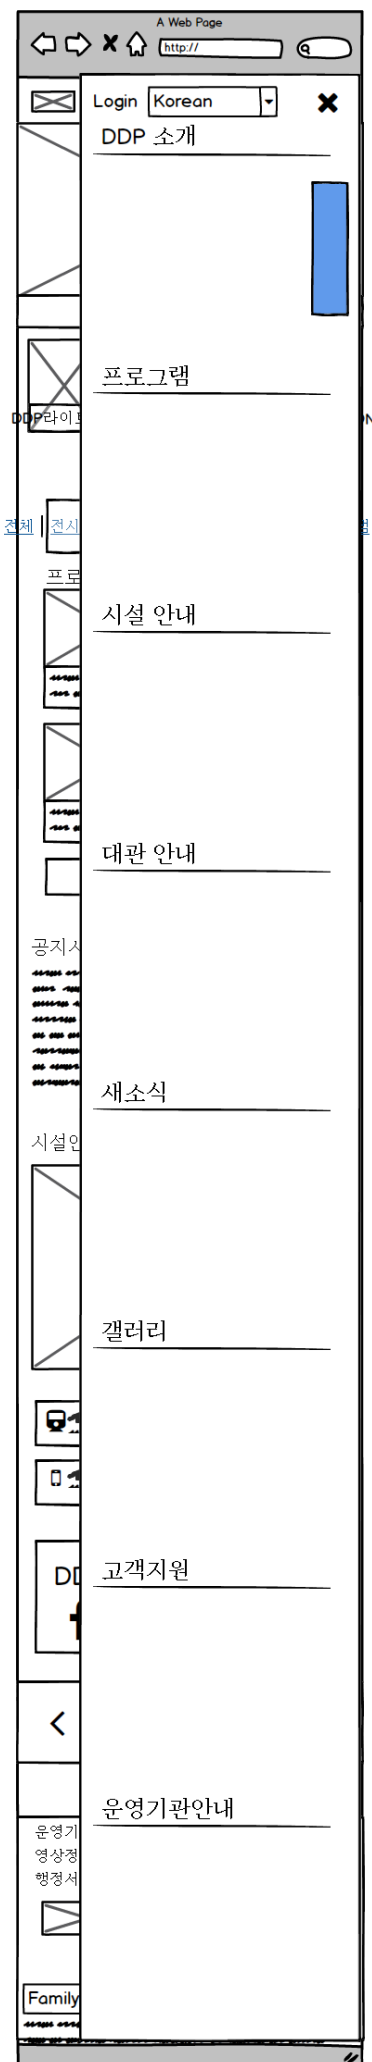 A Web Page
http://
Login Korean
DDP 소개
프로그램
DDP라이
전체 전시
시설 안내
프로
대관 안내
공지사
새소식
시설안
갤러리
고객지원
DD
운영기관안내
운영기
영상정
행정서
Family